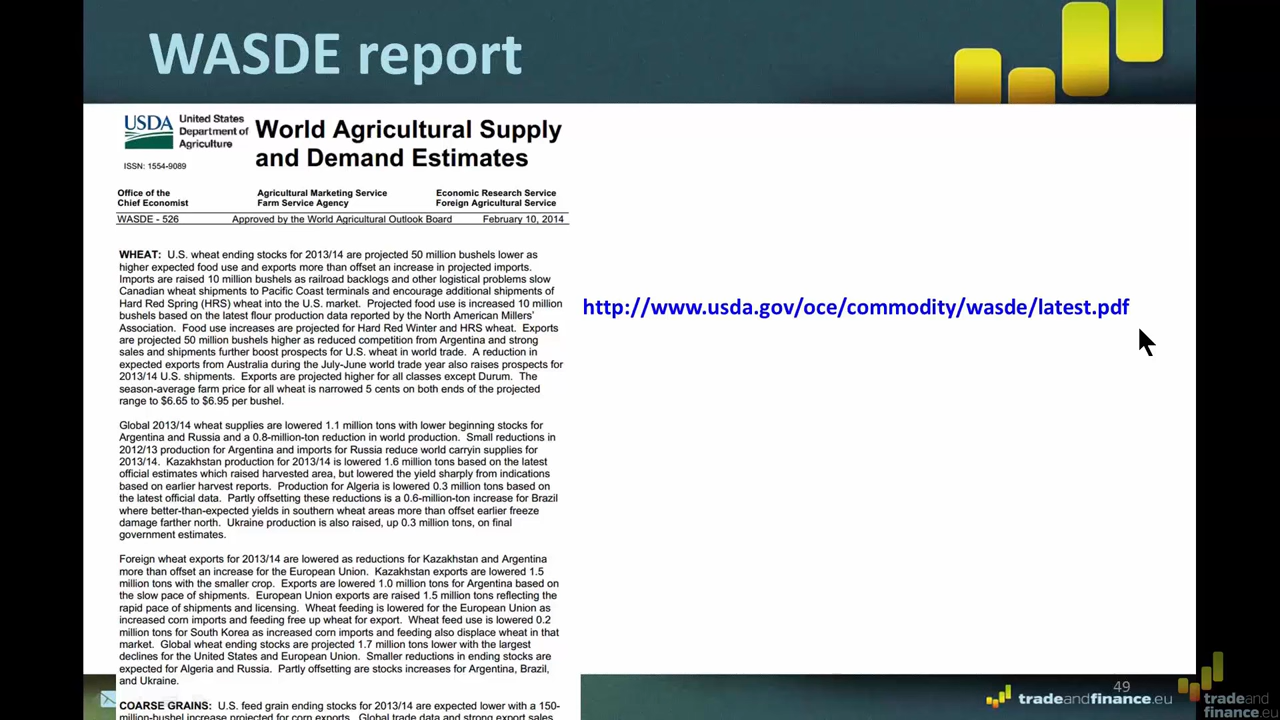 WASDE report
USDA
United States
Department of
Agriculture
ISSN: 1554-9089
World Agricultural Supply
and Demand Estimates
Office of the
Chief Economist
Agricultural Marketing Service
Farm Service Agency
Economic Research Service
Foreign Agricultural Service
WASDE - 526 Approved by the World Agricultural Outlook Board February 10, 2014
WHEAT: U.S. wheat ending stocks for 2013/14 are projected 50 million bushels lower as
higher expected food use and exports more than offset an increase in projected imports.
Imports are raised 10 million bushels as railroad backlogs and other logistical problems slow
Canadian wheat shipments to Pacific Coast terminals and encourage additional shipments of
Hard Red Spring (HRS) wheat into the U.S. market. Projected food use is increased 10 million
bushels based on the latest flour production data reported by the North American Millers'
Association. Food use increases are projected for Hard Red Winter and HRS wheat. Exports
are projected 50 million bushels higher as reduced competition from Argentina and strong
sales and shipments further boost prospects for U.S. wheat in world trade. A reduction in
expected exports from Australia during the July-June world trade year also raises prospects for
2013/14 U.S. shipments. Exports are projected higher for all classes except Durum. The
season-average farm price for all wheat is narrowed 5 cents on both ends of the projected
range to $6.65 to $6.95 per bushel.
Global 2013/14 wheat supplies are lowered 1.1 million tons with lower beginning stocks for
Argentina and Russia and a 0.8-million-ton reduction in world production. Small reductions in
2012/13 production for Argentina and imports for Russia reduce world carryin supplies for
2013/14. Kazakhstan production for 2013/14 is lowered 1.6 million tons based on the latest
official estimates which raised harvested area, but lowered the yield sharply from indications
based on earlier harvest reports. Production for Algeria is lowered 0.3 million tons based on
the latest official data. Partly offsetting these reductions is a 0.6-million-ton increase for Brazil
where better-than-expected yields in southern wheat areas more than offset earlier freeze
damage farther north. Ukraine production is also raised, up 0.3 million tons, on final
government estimates.
Foreign wheat exports for 2013/14 are lowered as reductions for Kazakhstan and Argentina
more than offset an increase for the European Union. Kazakhstan exports are lowered 1.5
million tons with the smaller crop. Exports are lowered 1.0 million tons for Argentina based on
the slow pace of shipments. European Union exports are raised 1.5 million tons reflecting the
rapid pace of shipments and licensing. Wheat feeding is lowered for the European Union as
increased corn imports and feeding free up wheat for export. Wheat feed use is lowered 0.2
million tons for South Korea as increased corn imports and feeding also displace wheat in that
market. Global wheat ending stocks are projected 1.7 million tons lower with the largest
declines for the United States and European Union. Smaller reductions in ending stocks are
expected for Algeria and Russia. Partly offsetting are stocks increases for Argentina, Brazil,
and Ukraine.
COARSE GRAINS: U.S. feed grain ending stocks for 2013/14 are expected lower with a 150-
million-bushel increase projected for corn exports. Global trade data and strong export sales
http://www.usda.gov/oce/commodity/wasde/latest.pdf
49
tradeandfinance.eu
tradeand
finance.eu